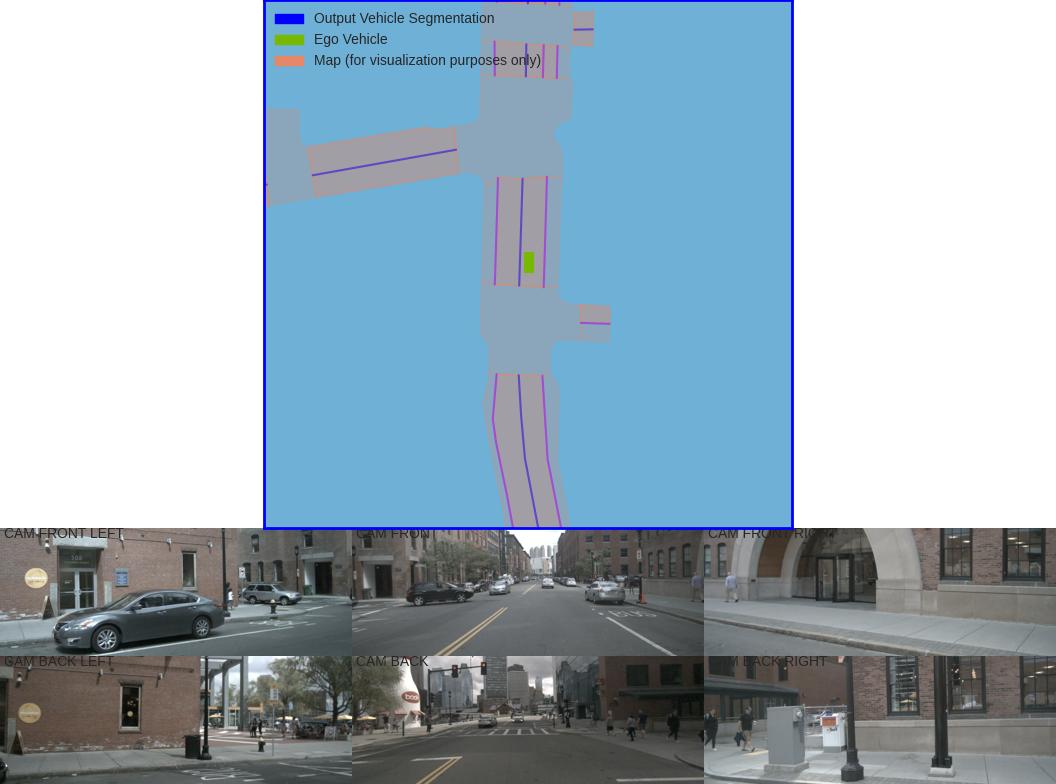 Output Vehicle Segmentation
Ego Vehicle
Map (for visualization purposes only)
CAM FRONT LEFT
CAM FRONT
CAM FRONT RIGHT
CAM BACK LEFT
CAM BACK
CAM BACK RIGHT